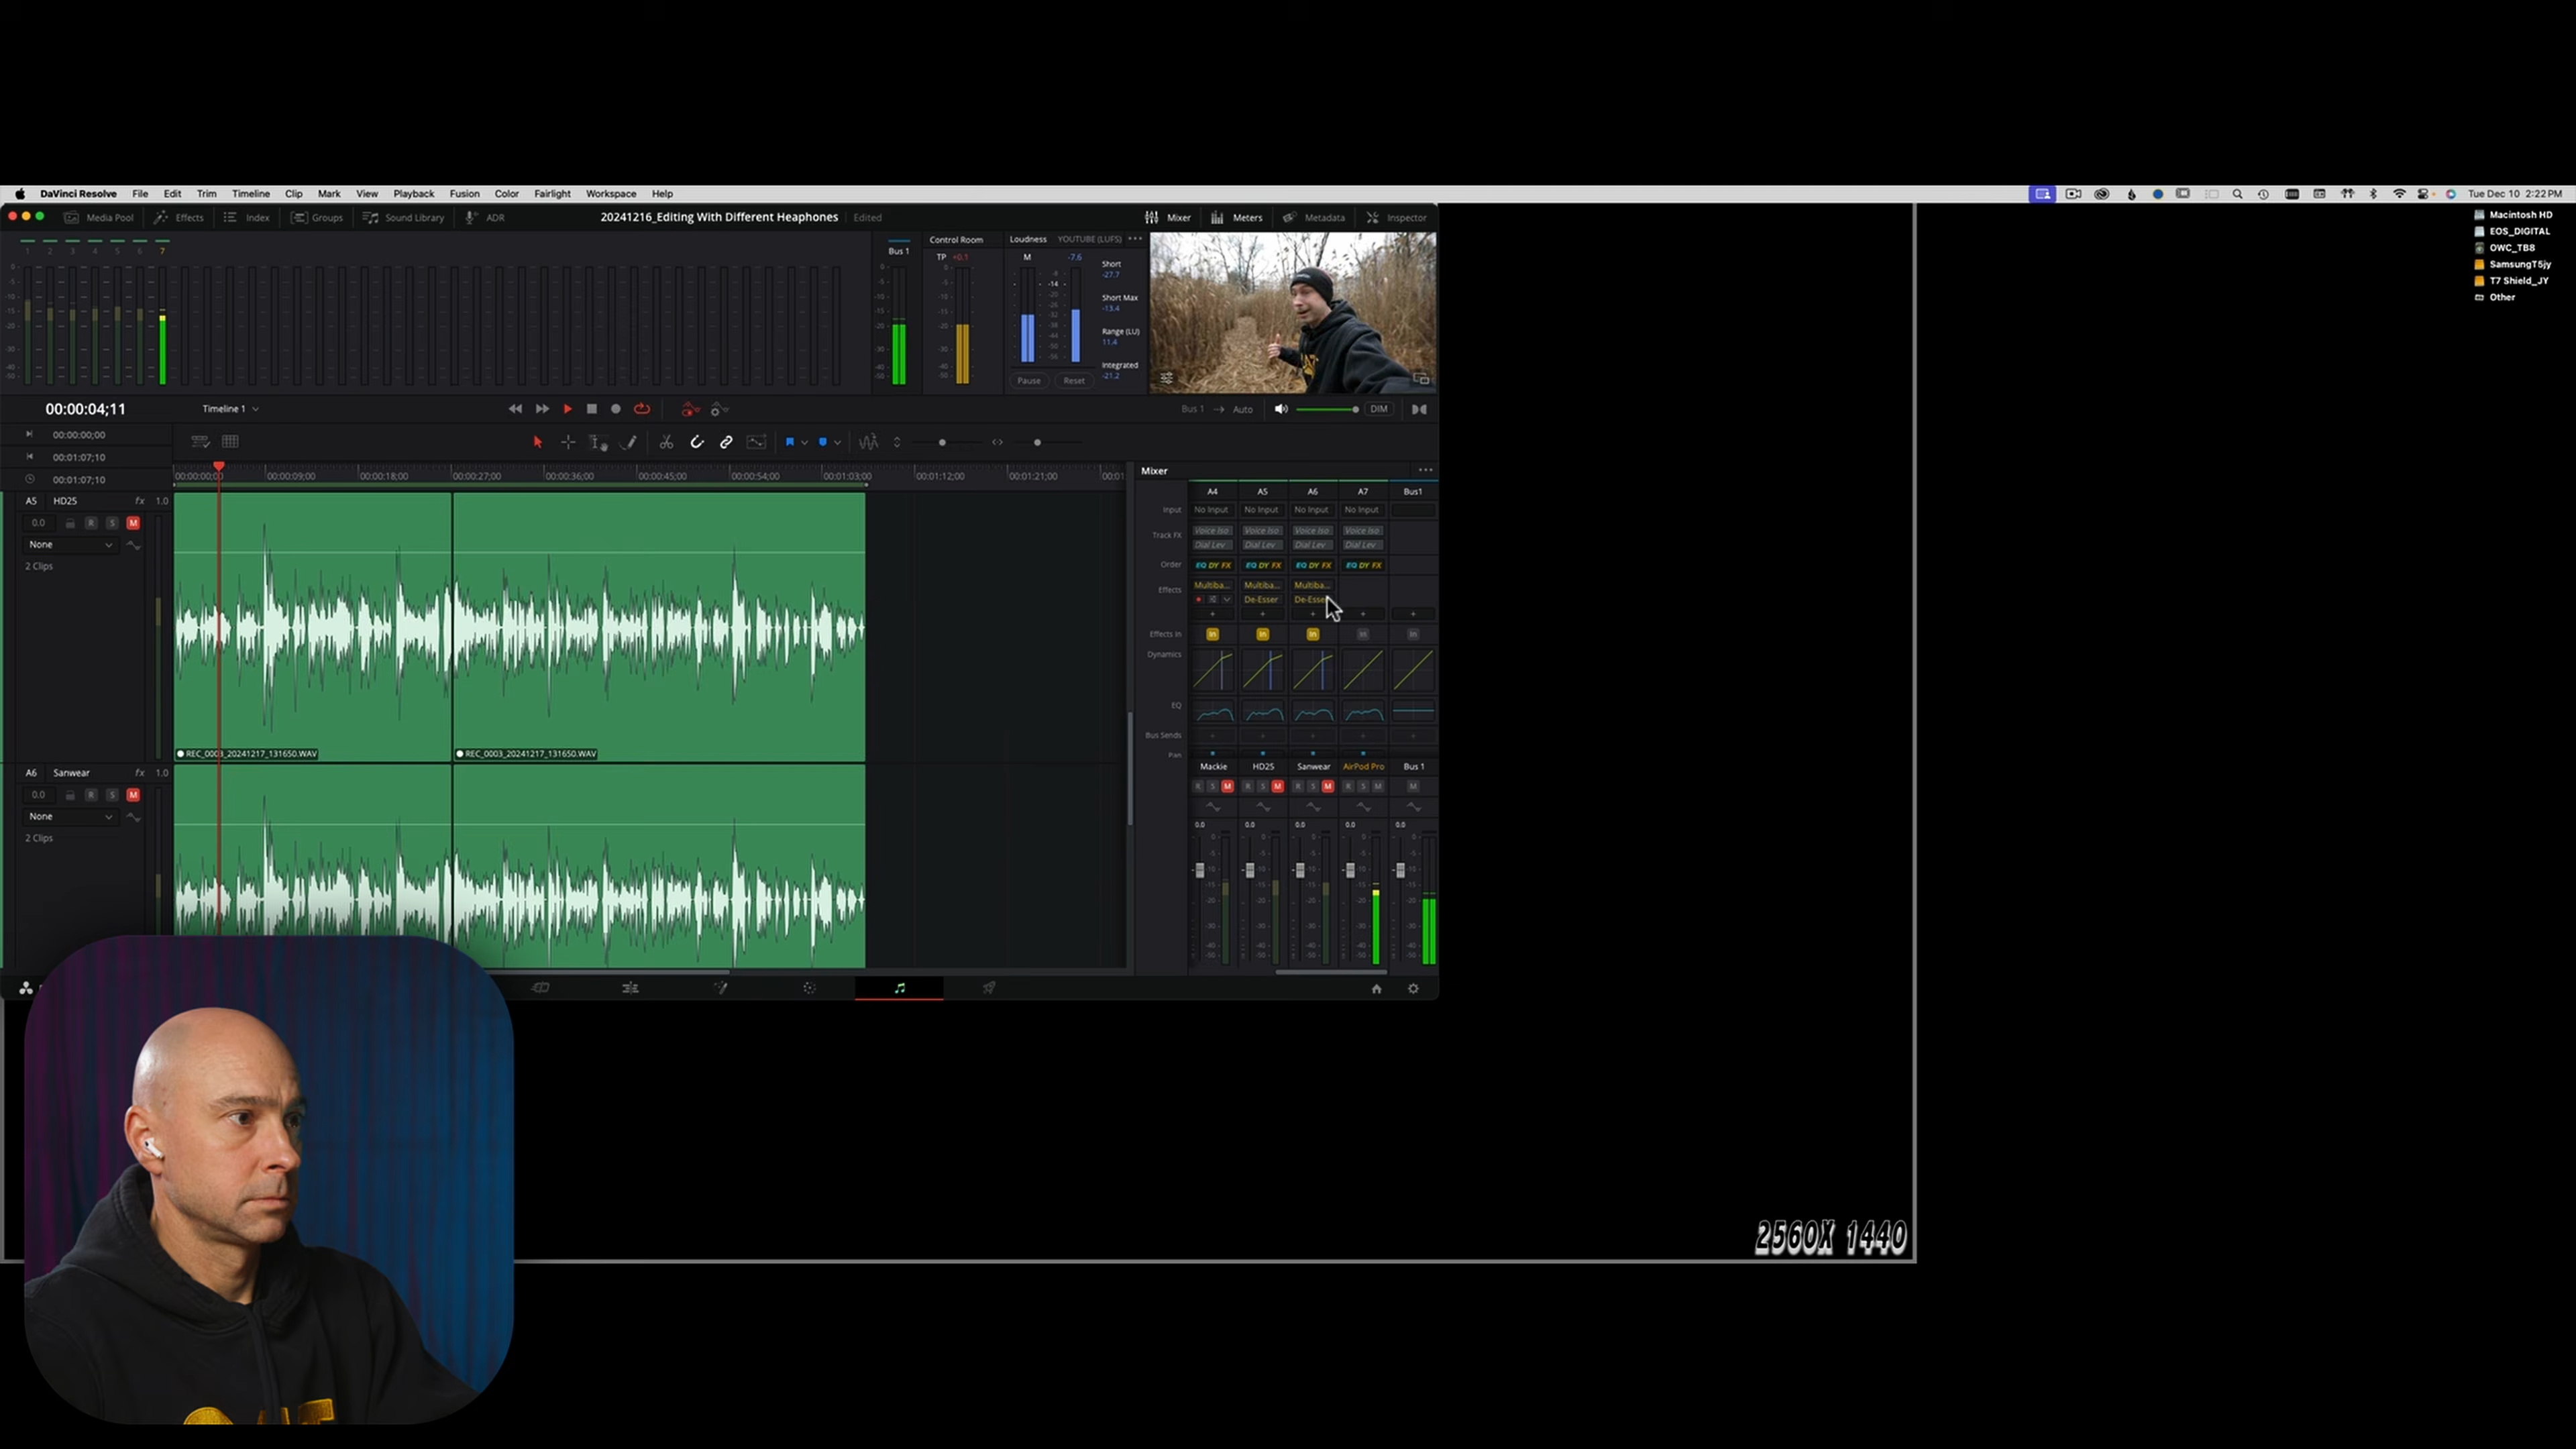 DaVinci Resolve File Edit Trim Timeline Clip Mark View Playback Fusion Color Fairlight Workspace Help
Tue Dec 10 2:22 PM
Media Pool Effects Index Groups Sound Library ADR
20241216_Editing With Different Heaphones Edited
Mixer Meters Metadata Inspector
Macintosh HD
EOS_DIGITAL
OWC_TB8
SamsungT5jy
T7 Shield_JY
Other
1 2 3 4 5 6 7
Bus 1
Control Room
TP +0.1
Loudness YOUTUBE (LUFS)
M -7.6
Short
-27.7
Short Max
-13.4
Range (LU)
11.4
Integrated
-21.2
Pause Reset
00:00:04;11
Timeline 1
Bus 1 → Auto
DIM
00:00:00;00
00:01:07;10
00:01:07;10
00:00:00;00 00:00:09;00 00:00:18;00 00:00:27;00 00:00:36;00 00:00:45;00 00:00:54;00 00:01:03;00 00:01:12;00 00:01:21;00
A5 HD25 fx 1.0
0.0 R S M
None
2 Clips
REC_0003_20241217_131650.WAV
REC_0003_20241217_131650.WAV
A6 Sanwear fx 1.0
0.0 R S M
None
2 Clips
Mixer
A4 A5 A6 A7 Bus1
Input No Input No Input No Input No Input
Track FX Voice Iso Voice Iso Voice Iso Voice Iso
Dial Lev Dial Lev Dial Lev Dial Lev
Order EQ DY FX EQ DY FX EQ DY FX EQ DY FX
Effects Multiba... Multiba... Multiba...
De-Esser De-Esser
Effects In In In In In In
Dynamics
EQ
Bus Sends
Pan
Mackie HD25 Sanwear AirPod Pro Bus 1
R S M R S M R S M R S M M
0.0 0.0 0.0 0.0 0.0
2560X 1440